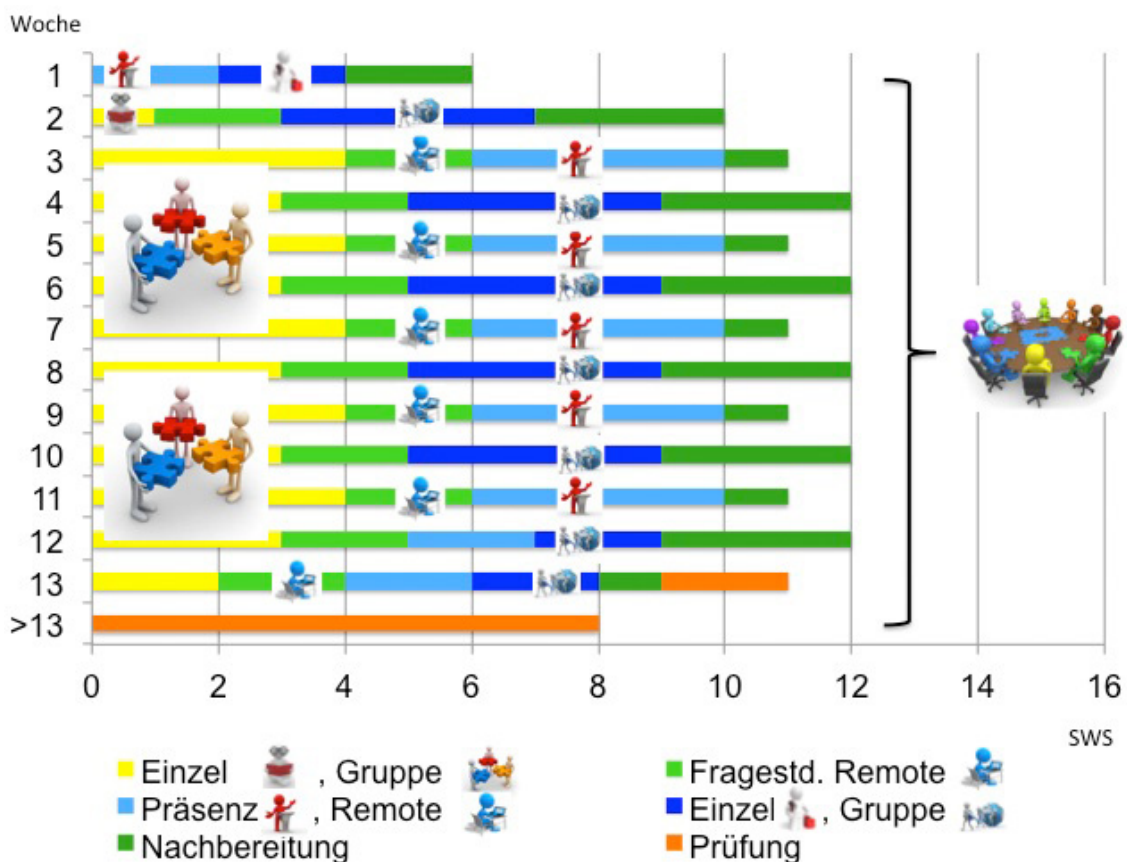 Woche
1
2
3
4
5
6
7
8
9
10
11
12
13
>13
0 2 4 6 8 10 12 14 16
SWS
Einzel , Gruppe
Fragestd. Remote
Präsenz , Remote
Einzel , Gruppe
Nachbereitung
Prüfung